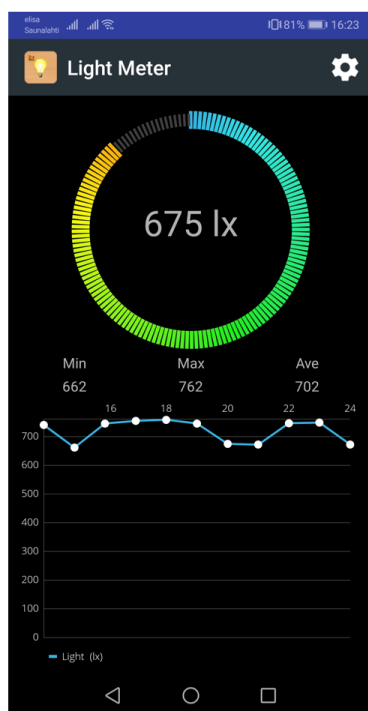 elisa
Saunalahti 81% 16:23
Light Meter
675 lx
Min Max Ave
662 762 702
16 18 20 22 24
700
600
500
400
300
200
100
0
Light (lx)